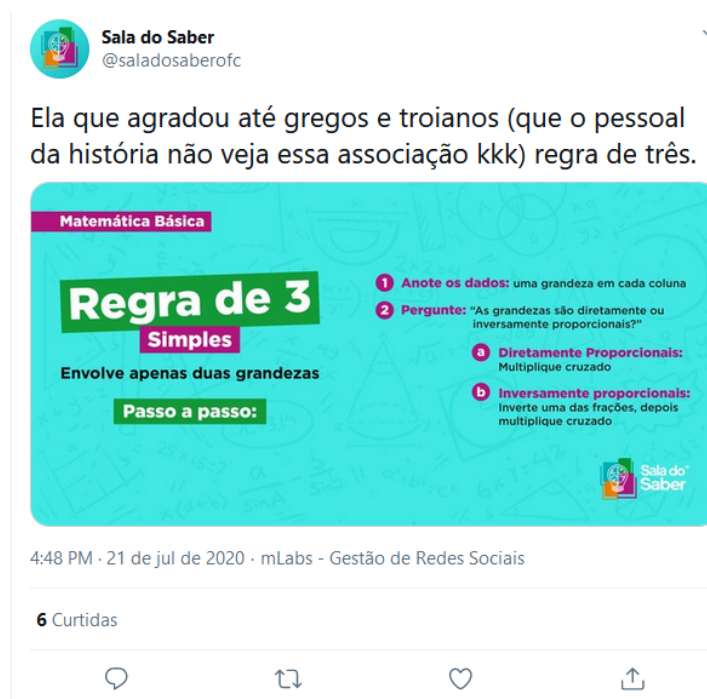 Sala do Saber
@saladosaberofc
Ela que agradou até gregos e troianos (que o pessoal
da história não veja essa associação kkk) regra de três.
Matemática Básica
Regra de 3
Simples
Envolve apenas duas grandezas
Passo a passo:
1 Anote os dados: uma grandeza em cada coluna
2 Pergunte: “As grandezas são diretamente ou
inversamente proporcionais?”
a Diretamente Proporcionais:
Multiplique cruzado
b Inversamente proporcionais:
Inverte uma das frações, depois
multiplique cruzado
Sala do
Saber
4:48 PM · 21 de jul de 2020 · mLabs - Gestão de Redes Sociais
6 Curtidas